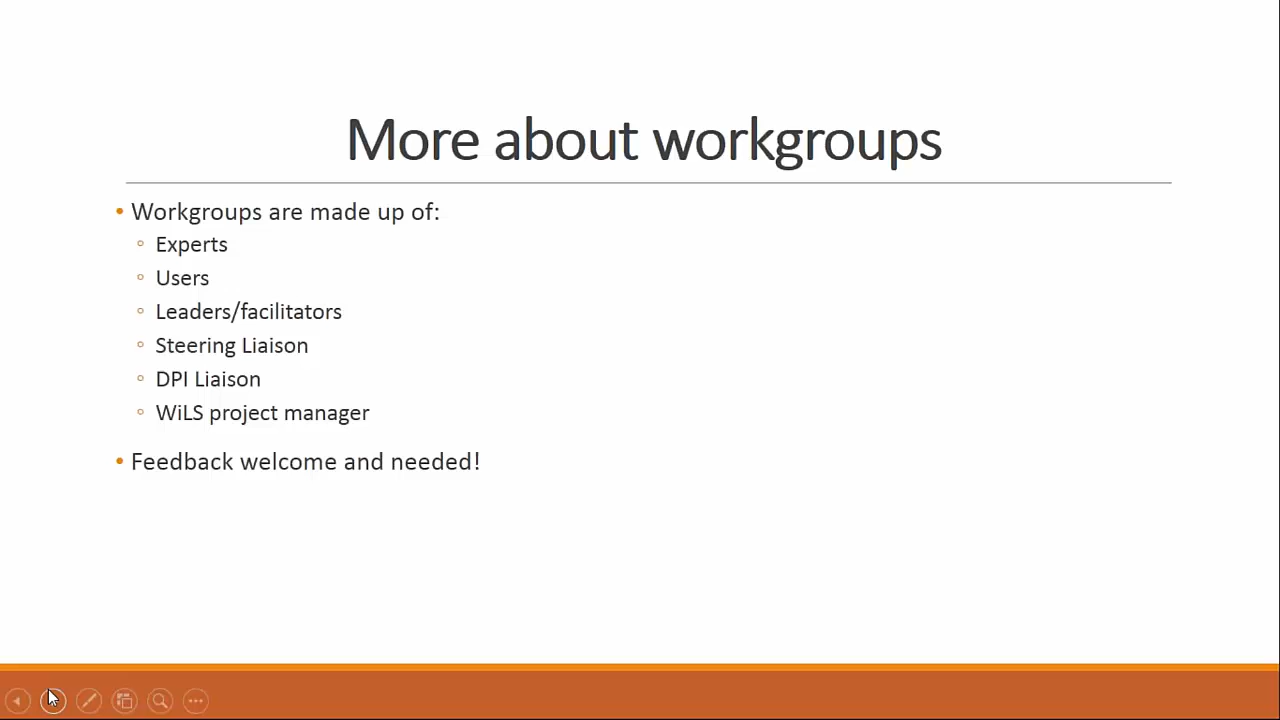 More about workgroups
• Workgroups are made up of:
◦ Experts
◦ Users
◦ Leaders/facilitators
◦ Steering Liaison
◦ DPI Liaison
◦ WiLS project manager
• Feedback welcome and needed!